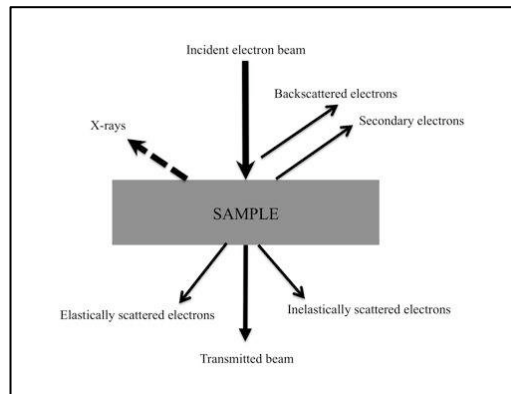 Incident electron beam
Backscattered electrons
Secondary electrons
X-rays
SAMPLE
Elastically scattered electrons
Inelastically scattered electrons
Transmitted beam